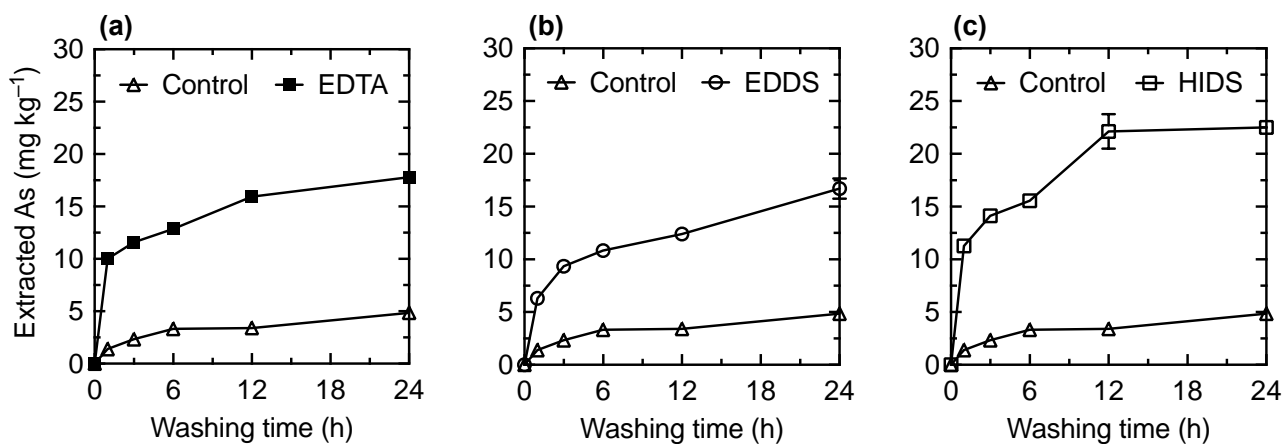 (a)
Extracted As (mg kg⁻¹)
30
25
20
15
10
5
0
Control
EDTA
0 6 12 18 24
Washing time (h)
(b)
30
25
20
15
10
5
0
Control
EDDS
0 6 12 18 24
Washing time (h)
(c)
30
25
20
15
10
5
0
Control
HIDS
0 6 12 18 24
Washing time (h)